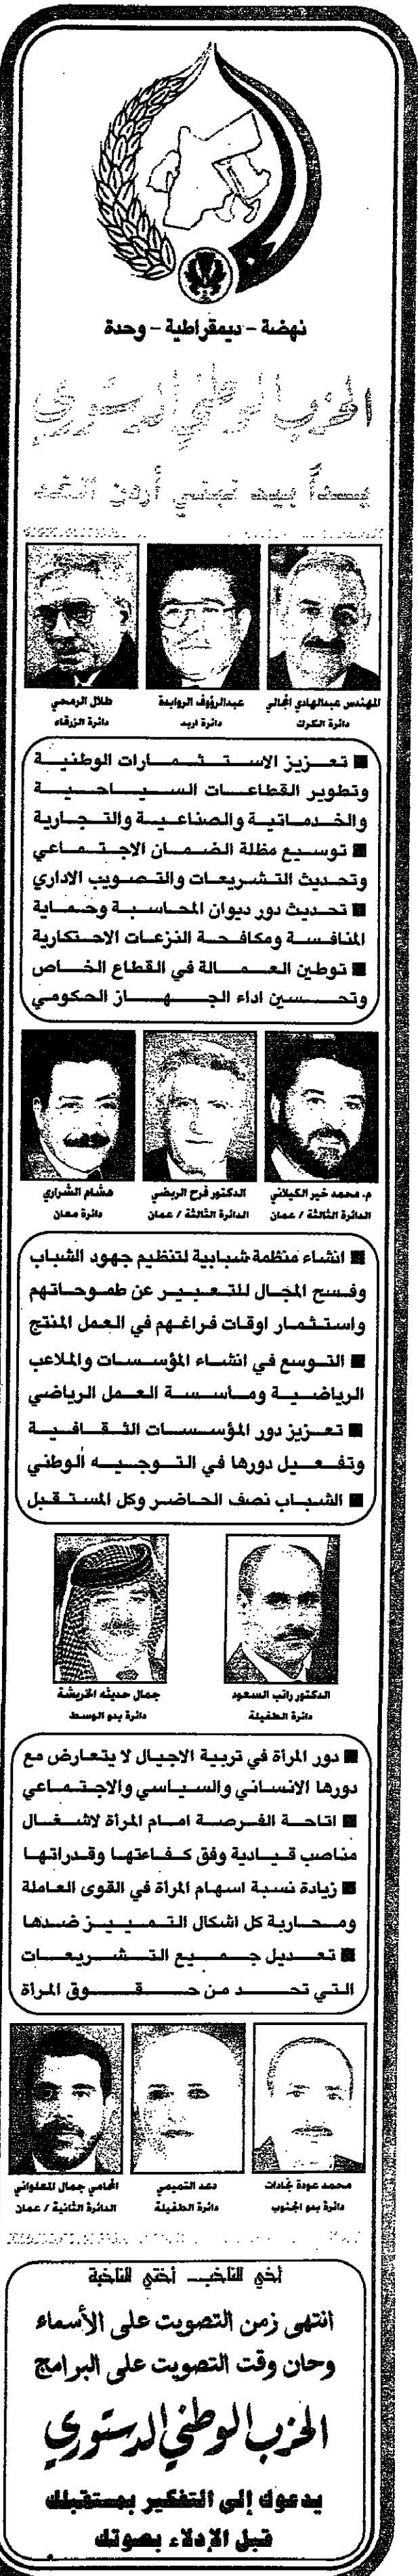 نهضة - ديمقراطية - وحدة
الحزب الوطني الدستوري
يداً بيد نبني أردن الغد
المهندس عبدالهادي المجالي
دائرة الكرك
عبدالرؤوف الروابدة
دائرة اربد
طلال الرمحي
دائرة الزرقاء
■ تعزيز الاستثمارات الوطنية
وتطوير القطاعات السياحية
والخدماتية والصناعية والتجارية
■ توسيع مظلة الضمان الاجتماعي
وتحديث التشريعات والتصويب الاداري
■ تحديث دور ديوان المحاسبة وحماية
المنافسة ومكافحة النزعات الاحتكارية
■ توطين العمالة في القطاع الخاص
وتحسين اداء الجهاز الحكومي
م. محمد خير الكيلاني
الدائرة الثالثة / عمان
الدكتور فرح الربضي
الدائرة الثالثة / عمان
هشام الشراري
دائرة معان
■ انشاء منظمة شبابية لتنظيم جهود الشباب
وفسح المجال للتعبير عن طموحاتهم
واستثمار اوقات فراغهم في العمل المنتج
■ التوسع في انشاء المؤسسات والملاعب
الرياضية ومأسسة العمل الرياضي
■ تعزيز دور المؤسسات الثقافية
وتفعيل دورها في التوجيه الوطني
■ الشباب نصف الحاضر وكل المستقبل
الدكتور راتب السعود
دائرة الطفيلة
جمال حديثه الخريشة
دائرة بدو الوسط
■ دور المرأة في تربية الاجيال لا يتعارض مع
دورها الانساني والسياسي والاجتماعي
■ اتاحة الفرصة امام المرأة لاشغال
مناصب قيادية وفق كفاءتها وقدراتها
■ زيادة نسبة اسهام المرأة في القوى العاملة
ومحاربة كل اشكال التمييز ضدها
■ تعديل جميع التشريعات
التي تحد من حقوق المرأة
محمد عودة نجادات
دائرة بدو الجنوب
دعد التميمي
دائرة الطفيلة
المحامي جمال
الدائرة الثانية / عمان
أخي الناخب... أختي الناخبة
انتهى زمن التصويت على الأسماء
وحان وقت التصويت على البرامج
الحزب الوطني الدستوري
يدعوك إلى التفكير بمستقبلك
قبل الإدلاء بصوتك